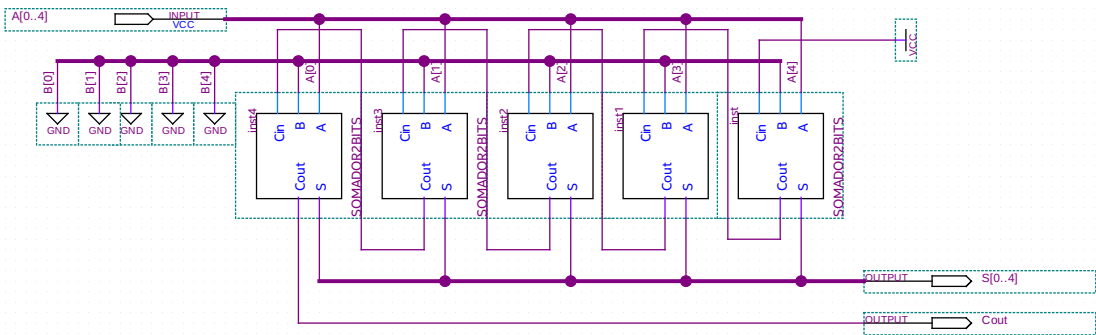 A[0..4]
INPUT
VCC
VCC
B[0]
B[1]
B[2]
B[3]
B[4]
A[0]
A[1]
A[2]
A[3]
A[4]
GND
GND
GND
GND
GND
inst4
Cin
B
A
Cout
S
SOMADOR2BITS
inst3
Cin
B
A
Cout
S
SOMADOR2BITS
inst2
Cin
B
A
Cout
S
inst1
Cin
B
A
Cout
S
SOMADOR2BITS
inst
Cin
B
A
Cout
S
SOMADOR2BITS
OUTPUT
S[0..4]
OUTPUT
Cout